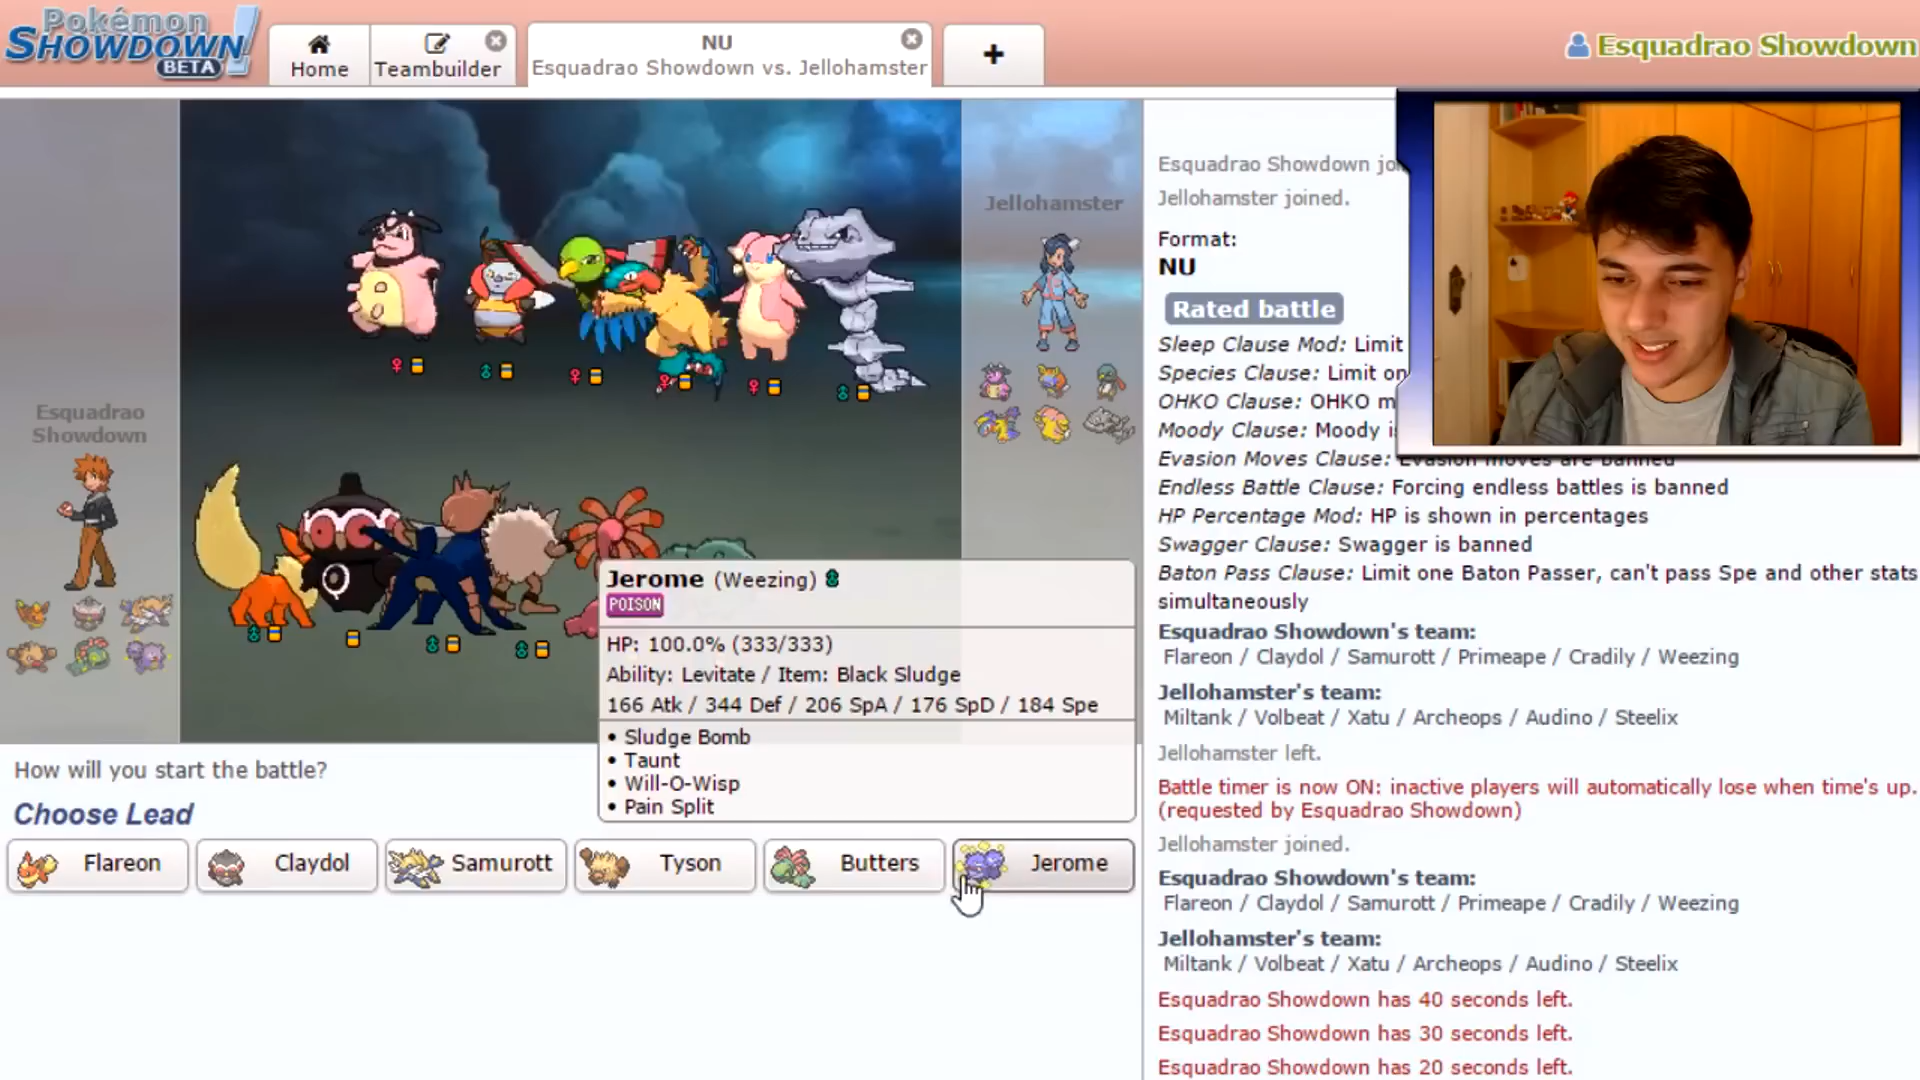 Pokémon
SHOWDOWN!
BETA
Home
Teambuilder
NU
Esquadrao Showdown vs. Jellohamster
+
Esquadrao Showdown
Jellohamster
Esquadrao
Showdown
Jerome (Weezing)
POISON
HP: 100.0% (333/333)
Ability: Levitate / Item: Black Sludge
166 Atk / 344 Def / 206 SpA / 176 SpD / 184 Spe
• Sludge Bomb
• Taunt
• Will-O-Wisp
• Pain Split
How will you start the battle?
Choose Lead
Flareon
Claydol
Samurott
Tyson
Butters
Jerome
Esquadrao Showdown
Jellohamster joined.
Format:
NU
Rated battle
Sleep Clause Mod: Limit
Species Clause: Limit
OHKO Clause: OHKO
Moody Clause: Moody
Evasion Moves Clause: Evasion moves are banned
Endless Battle Clause: Forcing endless battles is banned
HP Percentage Mod: HP is shown in percentages
Swagger Clause: Swagger is banned
Baton Pass Clause: Limit one Baton Passer, can't pass Spe and other stats
simultaneously
Esquadrao Showdown's team:
Flareon / Claydol / Samurott / Primeape / Cradily / Weezing
Jellohamster's team:
Miltank / Volbeat / Xatu / Archeops / Audino / Steelix
Jellohamster left.
Battle timer is now ON: inactive players will automatically lose when time's up.
(requested by Esquadrao Showdown)
Jellohamster joined.
Esquadrao Showdown's team:
Flareon / Claydol / Samurott / Primeape / Cradily / Weezing
Jellohamster's team:
Miltank / Volbeat / Xatu / Archeops / Audino / Steelix
Esquadrao Showdown has 40 seconds left.
Esquadrao Showdown has 30 seconds left.
Esquadrao Showdown has 20 seconds left.